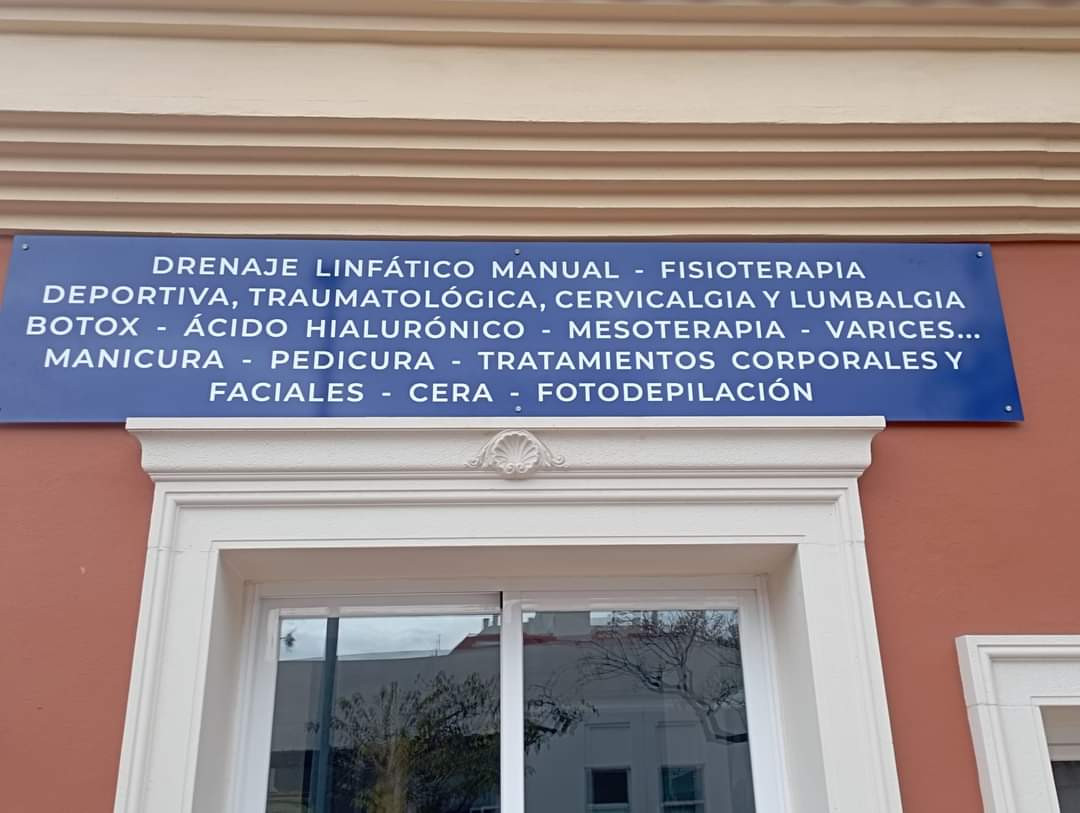 DRENAJE LINFÁTICO MANUAL - FISIOTERAPIA
DEPORTIVA, TRAUMATOLÓGICA, CERVICALGIA Y LUMBALGIA
BOTOX - ÁCIDO HIALURÓNICO - MESOTERAPIA - VARICES...
MANICURA - PEDICURA - TRATAMIENTOS CORPORALES Y
FACIALES - CERA - FOTODEPILACIÓN